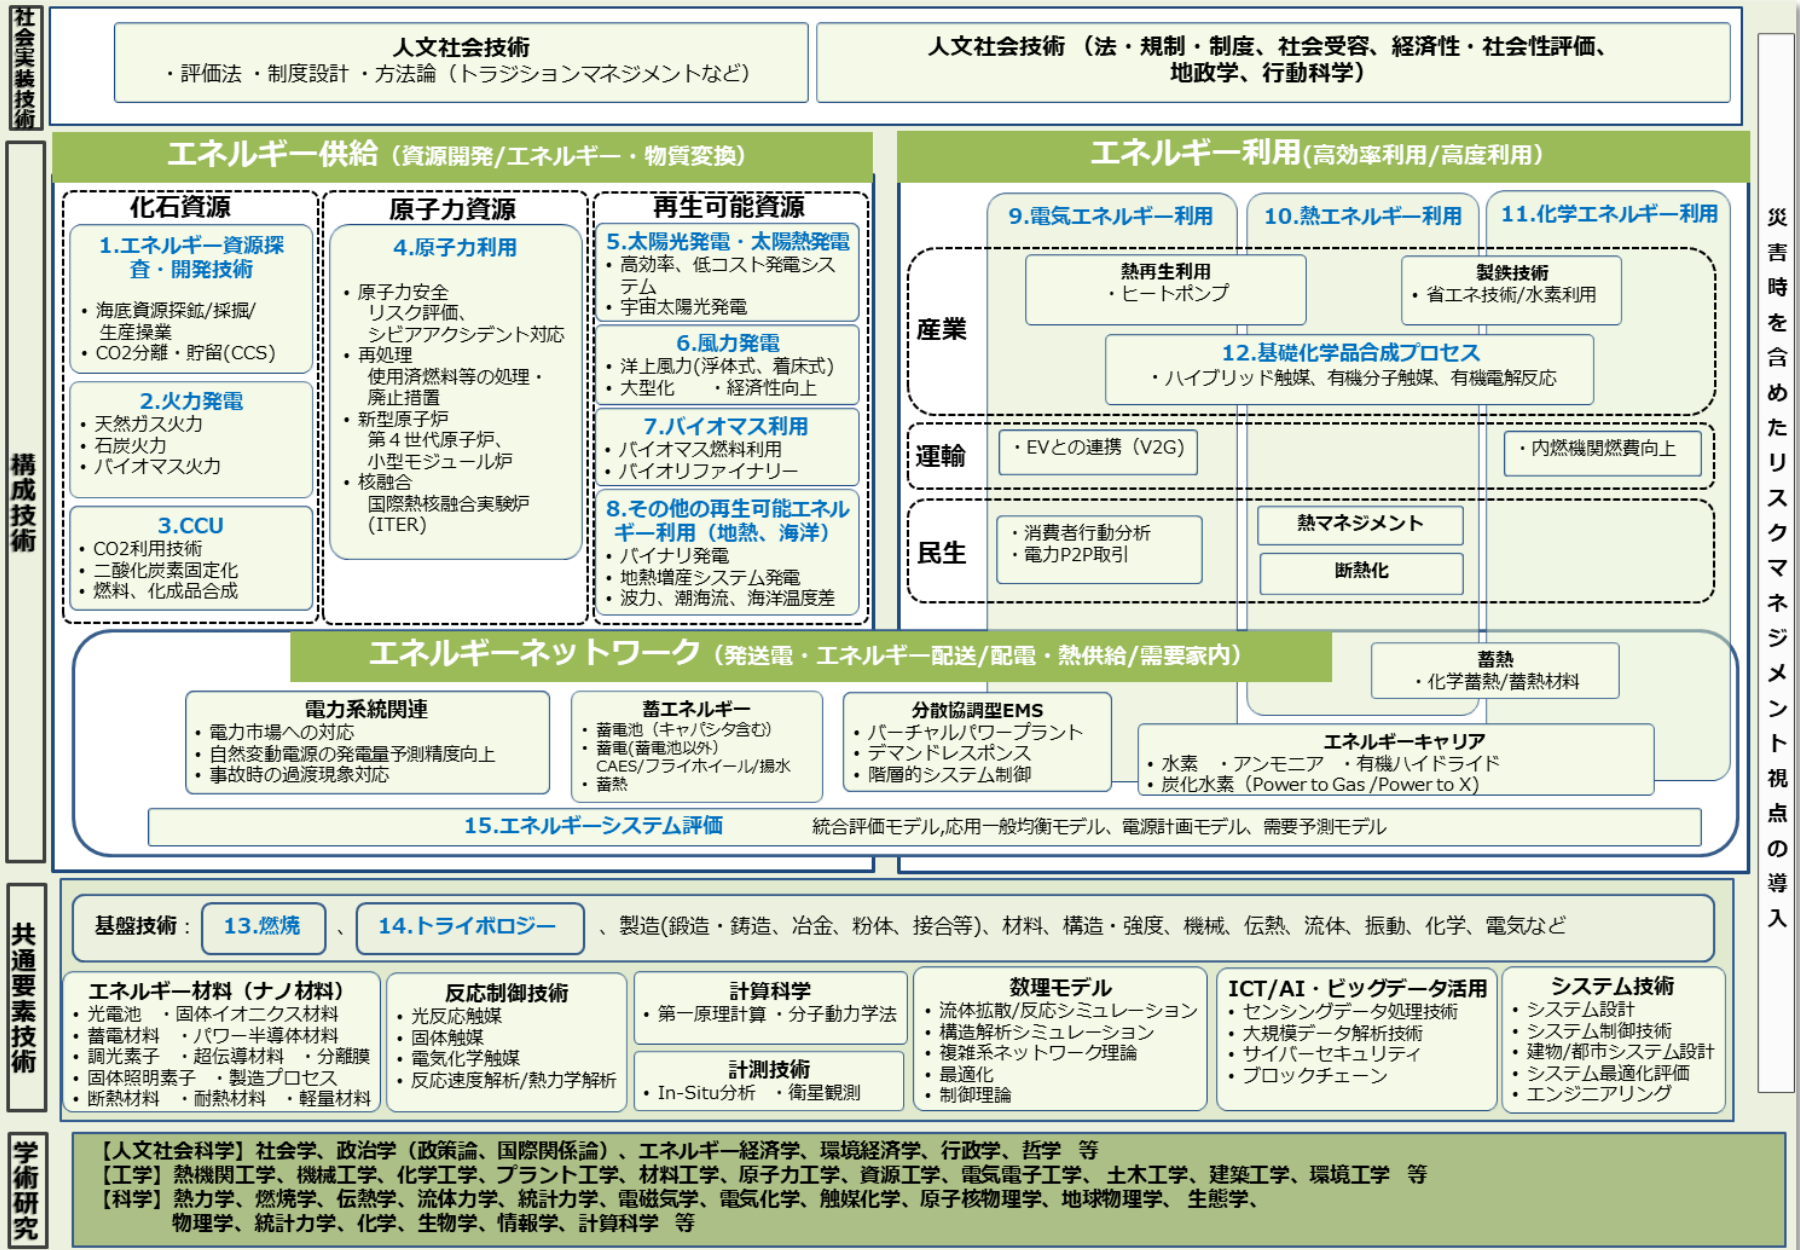 社会実装技術
人文社会技術
・評価法 ・制度設計 ・方法論（トラジションマネジメントなど）
人文社会技術 （法・規制・制度、社会受容、経済性・社会性評価、
地政学、行動科学）
災害時を含めたリスクマネジメント視点の導入
構成技術
エネルギー供給（資源開発/エネルギー・物質変換）
化石資源
1.エネルギー資源探
査・開発技術
• 海底資源探鉱/採掘/
生産操業
• CO2分離・貯留(CCS)
2.火力発電
• 天然ガス火力
• 石炭火力
• バイオマス火力
3.CCU
• CO2利用技術
• 二酸化炭素固定化
• 燃料、化成品合成
原子力資源
4.原子力利用
• 原子力安全
リスク評価、
シビアアクシデント対応
• 再処理
使用済燃料等の処理・
廃止措置
• 新型原子炉
第４世代原子炉、
小型モジュール炉
• 核融合
国際熱核融合実験炉
(ITER)
再生可能資源
5.太陽光発電・太陽熱発電
• 高効率、低コスト発電シス
テム
• 宇宙太陽光発電
6.風力発電
• 洋上風力(浮体式、着床式)
• 大型化 ・経済性向上
7.バイオマス利用
• バイオマス燃料利用
• バイオリファイナリー
8.その他の再生可能エネル
ギー利用（地熱、海洋）
• バイナリ発電
• 地熱増産システム発電
• 波力、潮海流、海洋温度差
エネルギー利用(高効率利用/高度利用）
9.電気エネルギー利用
10.熱エネルギー利用
11.化学エネルギー利用
産業
熱再生利用
・ヒートポンプ
製鉄技術
• 省エネ技術/水素利用
12.基礎化学品合成プロセス
・ハイブリッド触媒、有機分子触媒、有機電解反応
運輸
・EVとの連携（V2G)
・内燃機関燃費向上
民生
・消費者行動分析
・電力P2P取引
熱マネジメント
断熱化
エネルギーネットワーク（発送電・エネルギー配送/配電・熱供給/需要家内）
蓄熱
・化学蓄熱/蓄熱材料
電力系統関連
• 電力市場への対応
• 自然変動電源の発電量予測精度向上
• 事故時の過渡現象対応
蓄エネルギー
• 蓄電池（キャパシタ含む）
• 蓄電(蓄電池以外)
CAES/フライホイール/揚水
• 蓄熱
分散協調型EMS
• バーチャルパワープラント
• デマンドレスポンス
• 階層的システム制御
エネルギーキャリア
• 水素 ・アンモニア ・有機ハイドライド
• 炭化水素（Power to Gas /Power to X)
15.エネルギーシステム評価 統合評価モデル,応用一般均衡モデル、電源計画モデル、需要予測モデル
共通要素技術
基盤技術： 13.燃焼 、 14.トライボロジー 、製造(鍛造・鋳造、冶金、粉体、接合等)、材料、構造・強度、機械、伝熱、流体、振動、化学、電気など
エネルギー材料（ナノ材料）
• 光電池 ・固体イオニクス材料
• 蓄電材料 ・パワー半導体材料
• 調光素子 ・超伝導材料 ・分離膜
• 固体照明素子 ・製造プロセス
• 断熱材料 ・耐熱材料 ・軽量材料
反応制御技術
• 光反応触媒
• 固体触媒
• 電気化学触媒
• 反応速度解析/熱力学解析
計算科学
• 第一原理計算 ・分子動力学法
計測技術
• In-Situ分析 ・衛星観測
数理モデル
• 流体拡散/反応シミュレーション
• 構造解析シミュレーション
• 複雑系ネットワーク理論
• 最適化
• 制御理論
ICT/AI・ビッグデータ活用
• センシングデータ処理技術
• 大規模データ解析技術
• サイバーセキュリティ
• ブロックチェーン
システム技術
• システム設計
• システム制御技術
• 建物/都市システム設計
• システム最適化評価
• エンジニアリング
学術研究
【人文社会科学】社会学、政治学（政策論、国際関係論）、エネルギー経済学、環境経済学、行政学、哲学 等
【工学】熱機関工学、機械工学、化学工学、プラント工学、材料工学、原子力工学、資源工学、電気電子工学、 土木工学、建築工学、環境工学 等
【科学】熱力学、燃焼学、伝熱学、流体力学、統計力学、電磁気学、電気化学、触媒化学、原子核物理学、地球物理学、 生態学、
物理学、統計力学、化学、生物学、情報学、計算科学 等